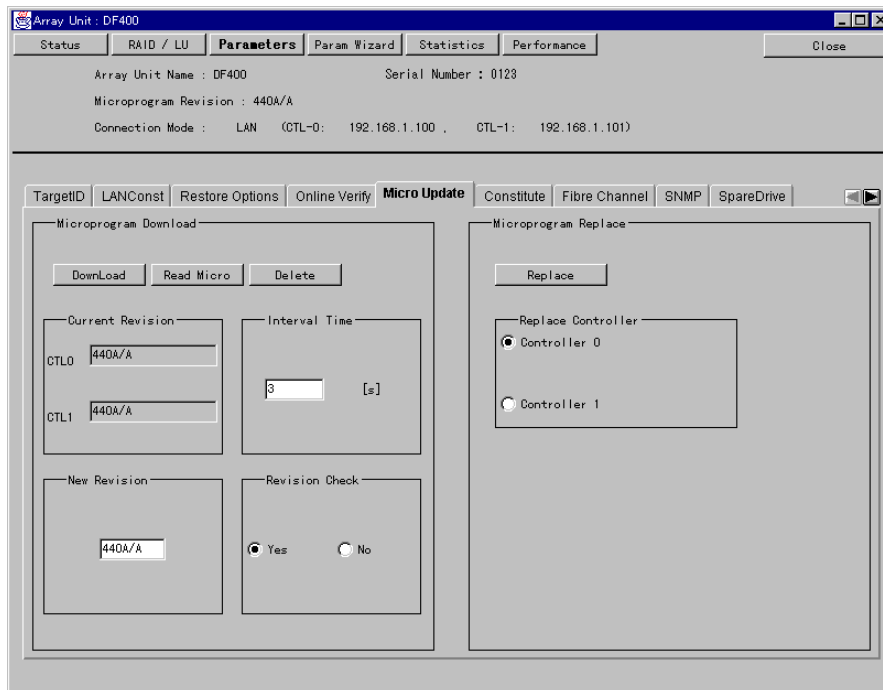 Array Unit : DF400
Status RAID / LU Parameters Param Wizard Statistics Performance Close
Array Unit Name : DF400 Serial Number : 0123
Microprogram Revision : 440A/A
Connection Mode : LAN (CTL-0: 192.168.1.100 , CTL-1: 192.168.1.101)
TargetID LANConst Restore Options Online Verify Micro Update Constitute Fibre Channel SNMP SpareDrive
Microprogram Download
DownLoad Read Micro Delete
Current Revision
CTL0 440A/A
CTL1 440A/A
Interval Time
3 [s]
New Revision
440A/A
Revision Check
Yes No
Microprogram Replace
Replace
Replace Controller
Controller 0
Controller 1